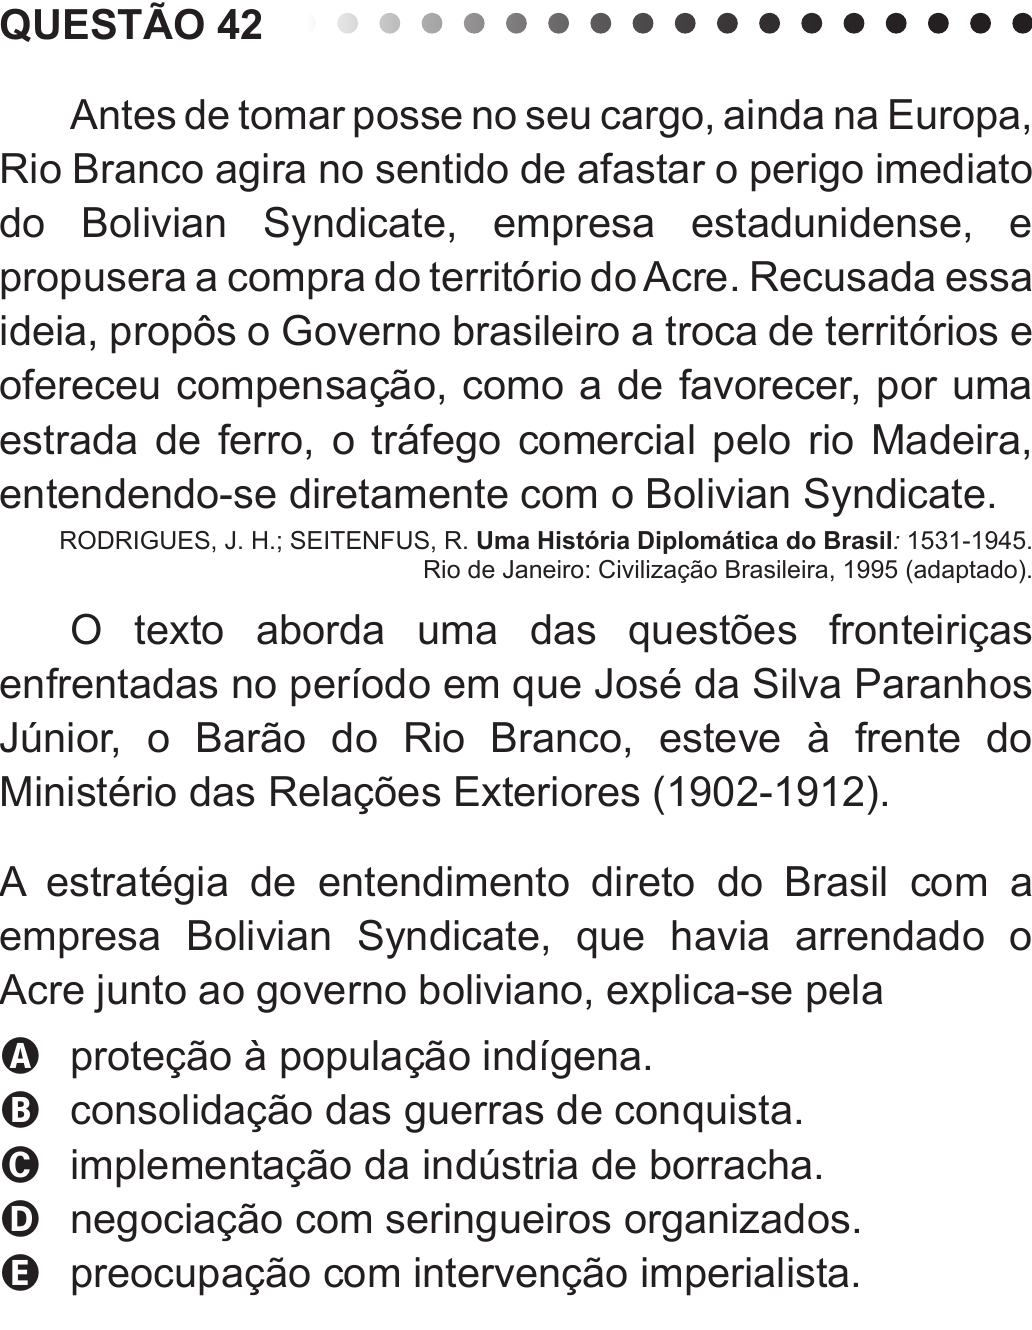 QUESTÃO 42
Antes de tomar posse no seu cargo, ainda na Europa,
Rio Branco agira no sentido de afastar o perigo imediato
do Bolivian Syndicate, empresa estadunidense, e
propusera a compra do território do Acre. Recusada essa
ideia, propôs o Governo brasileiro a troca de territórios e
ofereceu compensação, como a de favorecer, por uma
estrada de ferro, o tráfego comercial pelo rio Madeira,
entendendo-se diretamente com o Bolivian Syndicate.
RODRIGUES, J. H.; SEITENFUS, R. Uma História Diplomática do Brasil: 1531-1945.
Rio de Janeiro: Civilização Brasileira, 1995 (adaptado).
O texto aborda uma das questões fronteiriças
enfrentadas no período em que José da Silva Paranhos
Júnior, o Barão do Rio Branco, esteve à frente do
Ministério das Relações Exteriores (1902-1912).
A estratégia de entendimento direto do Brasil com a
empresa Bolivian Syndicate, que havia arrendado o
Acre junto ao governo boliviano, explica-se pela
A proteção à população indígena.
B consolidação das guerras de conquista.
C implementação da indústria de borracha.
D negociação com seringueiros organizados.
E preocupação com intervenção imperialista.